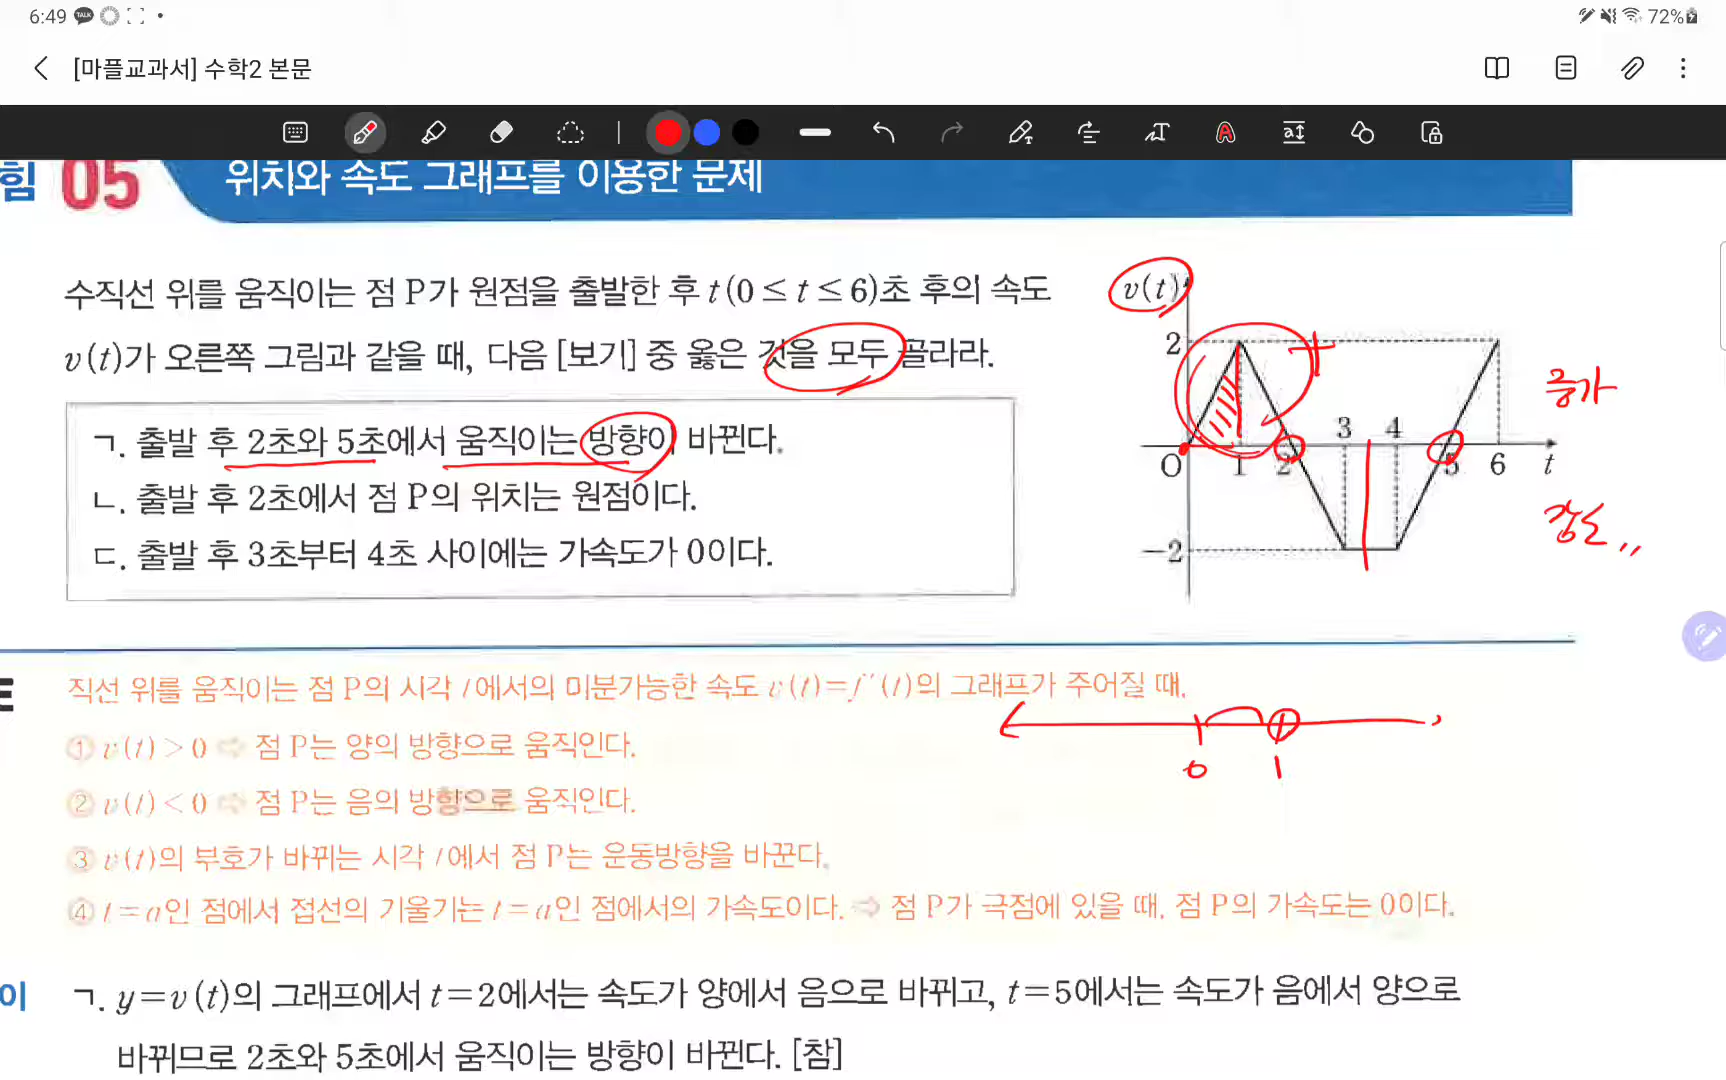 6:49 TALK 72%
[마플교과서] 수학2 본문
힘 05 위치와 속도 그래프를 이용한 문제
수직선 위를 움직이는 점 P가 원점을 출발한 후 t(0≤t≤6)초 후의 속도
v(t)가 오른쪽 그림과 같을 때, 다음 [보기] 중 옳은 것을 모두 골라라.
ㄱ. 출발 후 2초와 5초에서 움직이는 방향이 바뀐다.
ㄴ. 출발 후 2초에서 점 P의 위치는 원점이다.
ㄷ. 출발 후 3초부터 4초 사이에는 가속도가 0이다.
v(t)
2
+
증가
3 4
O 1 2 5 6 t
-2
직선 위를 움직이는 점 P의 시각 t에서의 미분가능한 속도 v(t)=f′(t)의 그래프가 주어질 때,
① v(t)>0 ⇨ 점 P는 양의 방향으로 움직인다.
0 1
② v(t)<0 ⇨ 점 P는 음의 방향으로 움직인다.
③ v(t)의 부호가 바뀌는 시각 t에서 점 P는 운동방향을 바꾼다.
④ t=a인 점에서 접선의 기울기는 t=a인 점에서의 가속도이다. ⇨ 점 P가 극점에 있을 때, 점 P의 가속도는 0이다.
이 ㄱ. y=v(t)의 그래프에서 t=2에서는 속도가 양에서 음으로 바뀌고, t=5에서는 속도가 음에서 양으로
바뀌므로 2초와 5초에서 움직이는 방향이 바뀐다. [참]